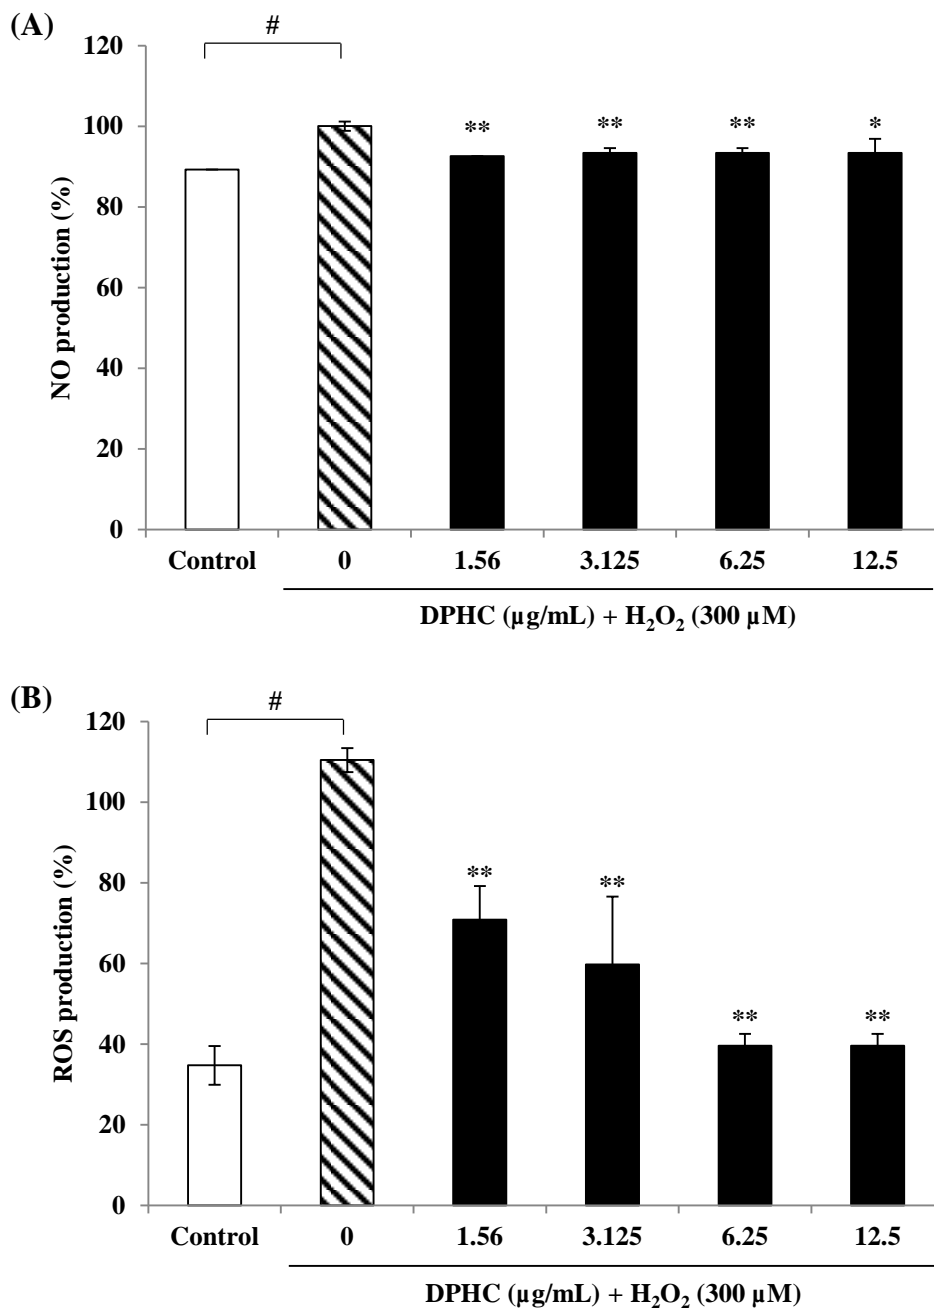 (A)
#
120
100
80
60
40
20
0
NO production (%)
** ** ** *
Control 0 1.56 3.125 6.25 12.5
DPHC (µg/mL) + H₂O₂ (300 µM)
(B)
#
120
100
80
60
40
20
0
ROS production (%)
** ** ** **
Control 0 1.56 3.125 6.25 12.5
DPHC (µg/mL) + H₂O₂ (300 µM)